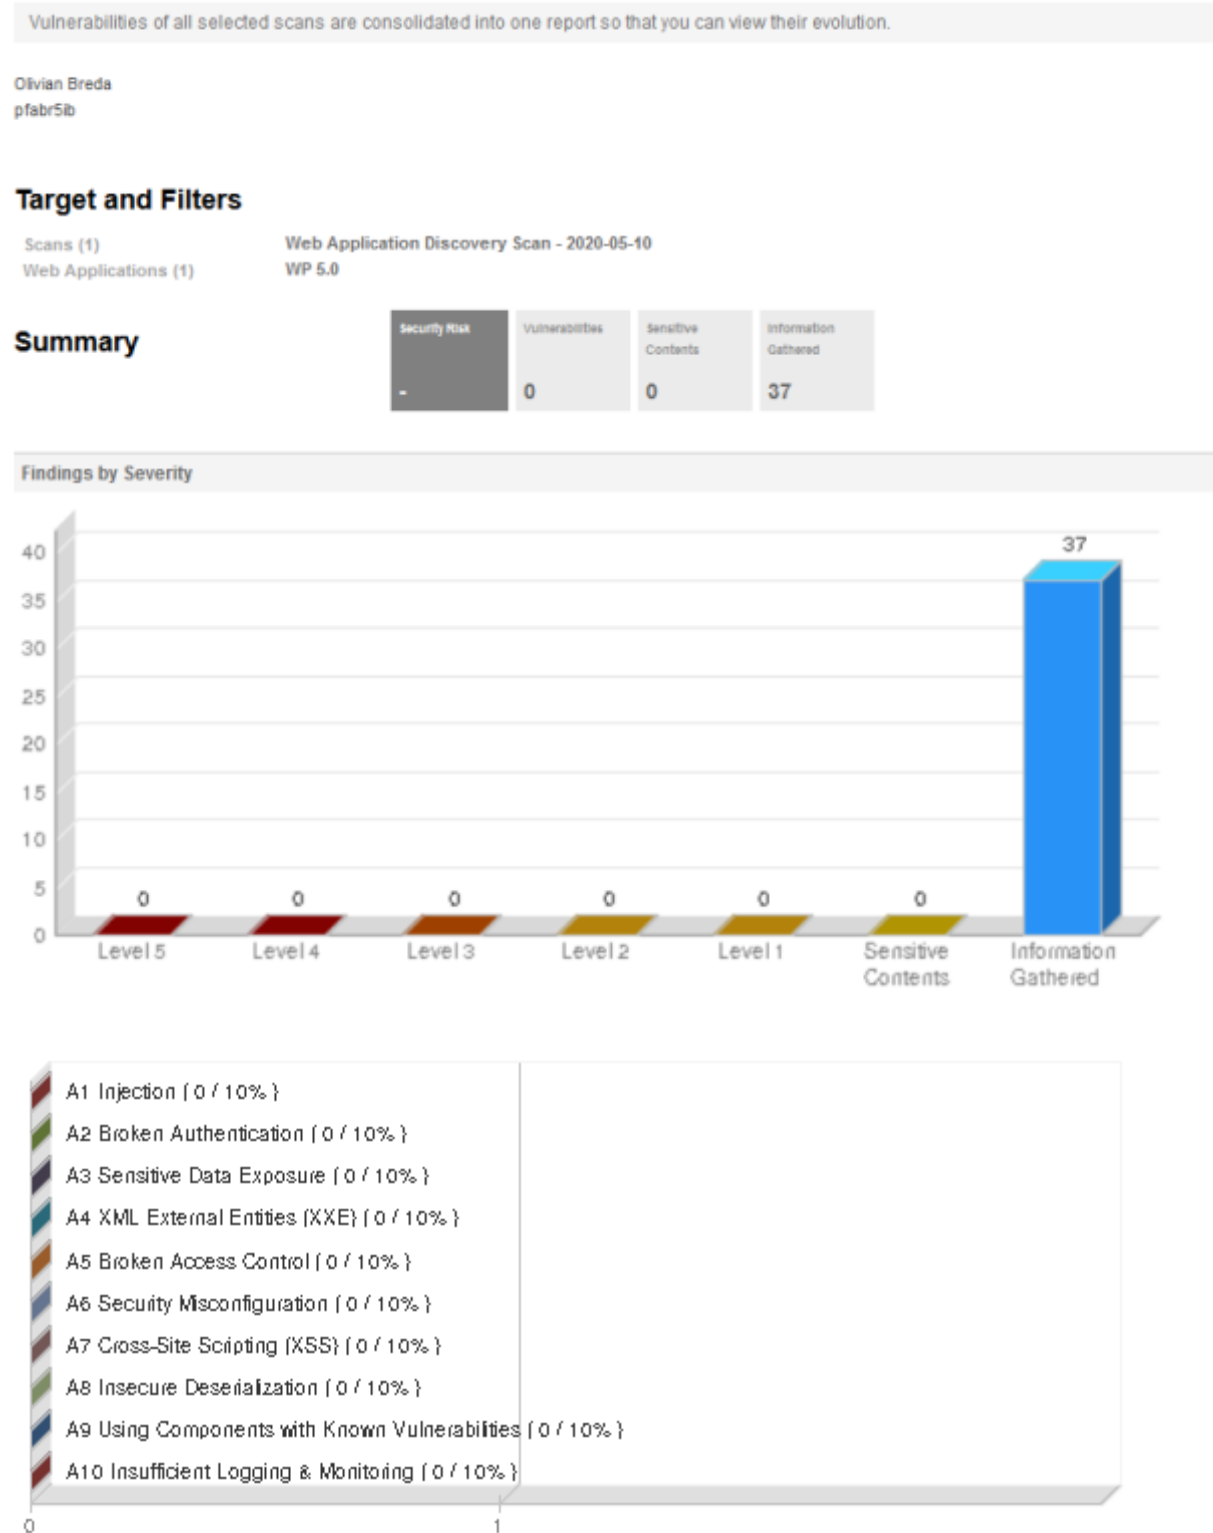 Vulnerabilities of all selected scans are consolidated into one report so that you can view their evolution.
Olivian Breda
pfabr5ib
Target and Filters
Scans (1) Web Application Discovery Scan - 2020-05-10
Web Applications (1) WP 5.0
Summary
Security Risk
-
Vulnerabilities
0
Sensitive
Contents
0
Information
Gathered
37
Findings by Severity
40
35
30
25
20
15
10
5
0
0
0
0
0
0
0
37
Level 5
Level 4
Level 3
Level 2
Level 1
Sensitive
Contents
Information
Gathered
A1 Injection ( 0 / 10% )
A2 Broken Authentication ( 0 / 10% )
A3 Sensitive Data Exposure ( 0 / 10% )
A4 XML External Entities (XXE) ( 0 / 10% )
A5 Broken Access Control ( 0 / 10% )
A6 Security Misconfiguration ( 0 / 10% )
A7 Cross-Site Scripting (XSS) ( 0 / 10% )
A8 Insecure Deserialization ( 0 / 10% )
A9 Using Components with Known Vulnerabilities ( 0 / 10% )
A10 Insufficient Logging & Monitoring ( 0 / 10% )
0 1